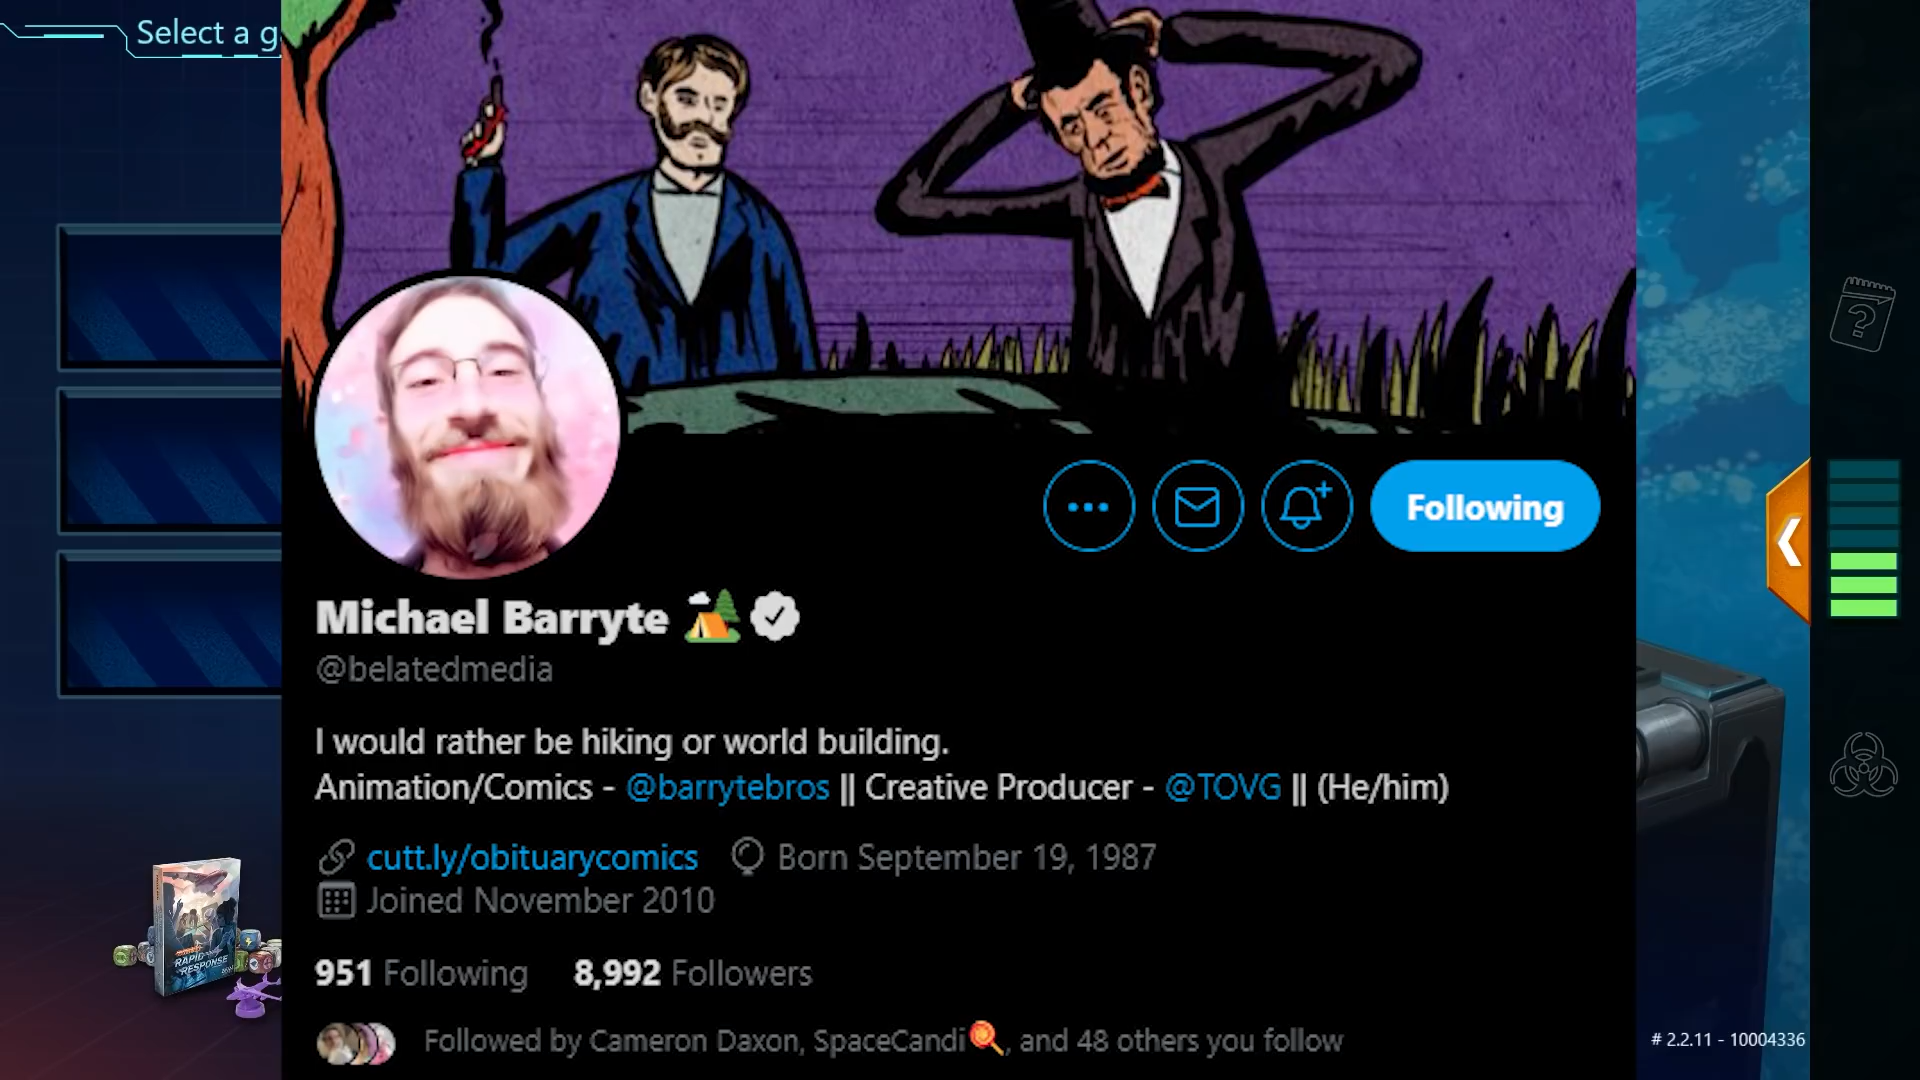 Select a g
Following
Michael Barryte
@belatedmedia
I would rather be hiking or world building.
Animation/Comics - @barrytebros || Creative Producer - @TOVG || (He/him)
cutt.ly/obituarycomics Born September 19, 1987
Joined November 2010
951 Following 8,992 Followers
Followed by Cameron Daxon, SpaceCandi🍭, and 48 others you follow
RAPID
RESPONSE
# 2.2.11 - 10004336